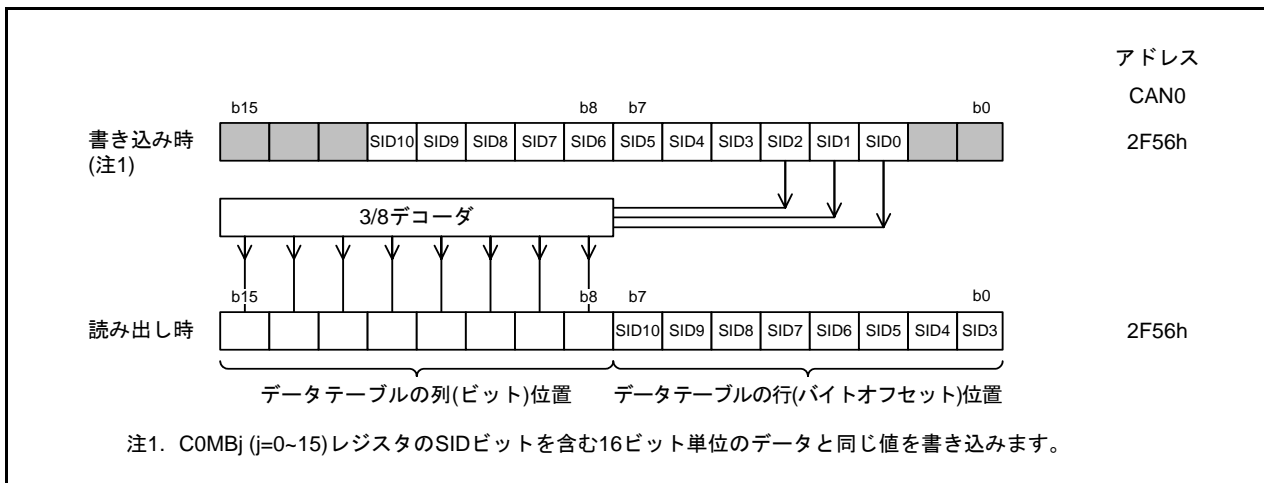 アドレス
CAN0
b15 b8 b7 b0
書き込み時 SID10 SID9 SID8 SID7 SID6 SID5 SID4 SID3 SID2 SID1 SID0 2F56h
(注1)
3/8デコーダ
b15 b8 b7 b0
読み出し時 SID10 SID9 SID8 SID7 SID6 SID5 SID4 SID3 2F56h
データテーブルの列(ビット)位置 データテーブルの行(バイトオフセット)位置
注1. C0MBj (j=0~15)レジスタのSIDビットを含む16ビット単位のデータと同じ値を書き込みます。